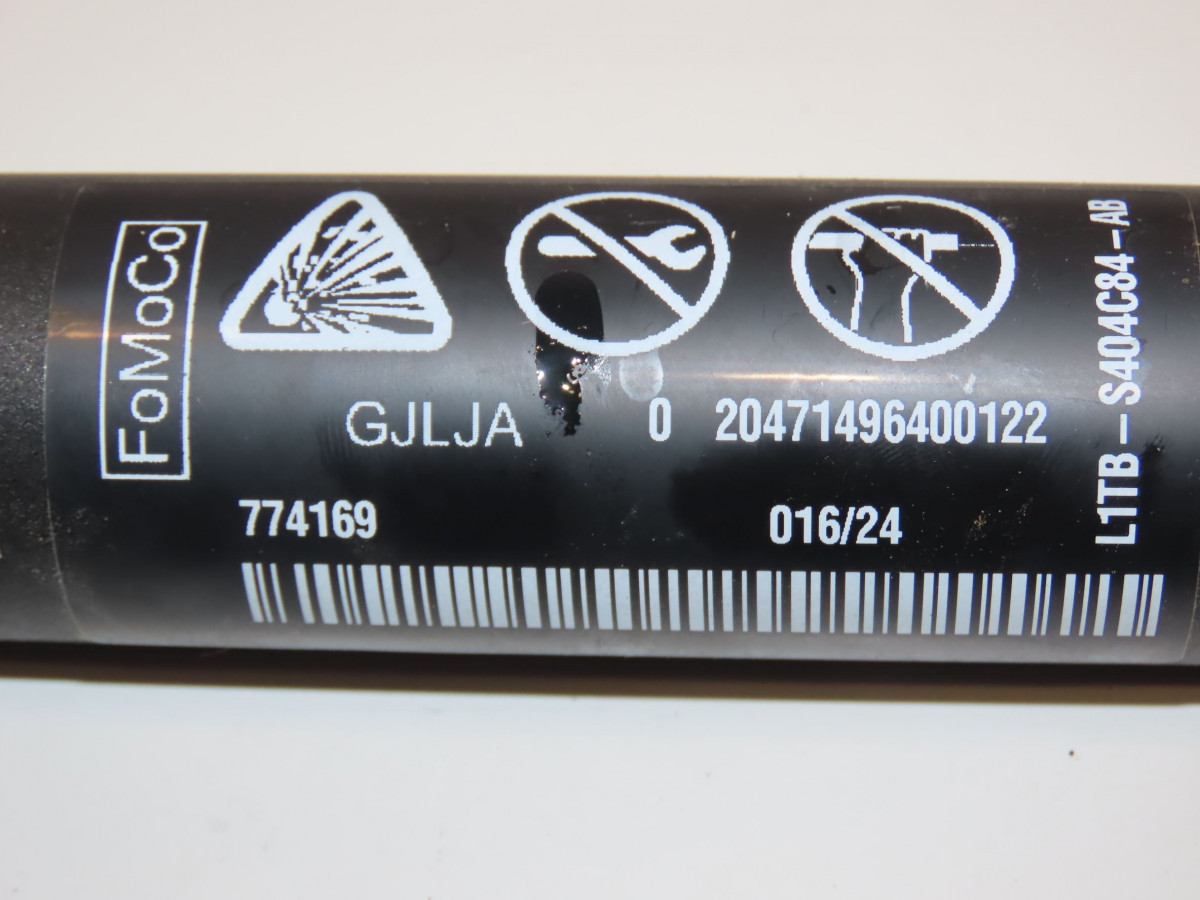 FoMoCo
GJLJA 0 20471496400122
774169 016/24
L1TB-S404C84-AB